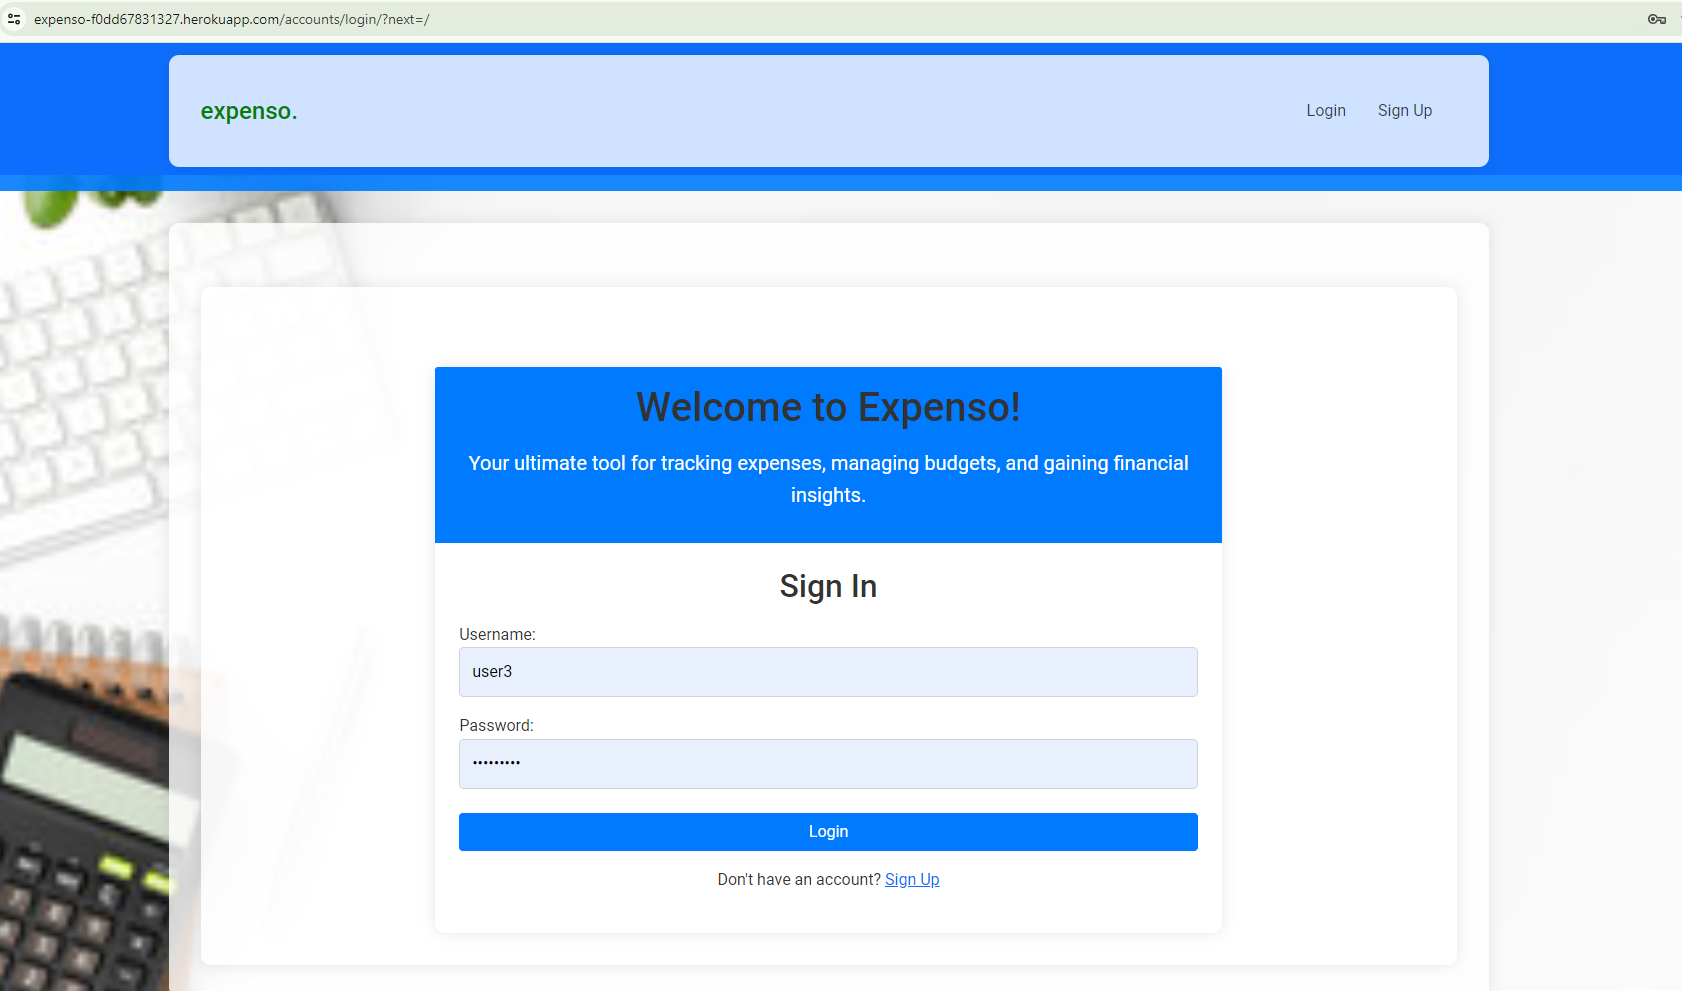 expenso-f0dd67831327.herokuapp.com/accounts/login/?next=/
expenso.
Login
Sign Up
Welcome to Expenso!
Your ultimate tool for tracking expenses, managing budgets, and gaining financial
insights.
Sign In
Username:
user3
Password:
•••••••••
Login
Don't have an account? Sign Up